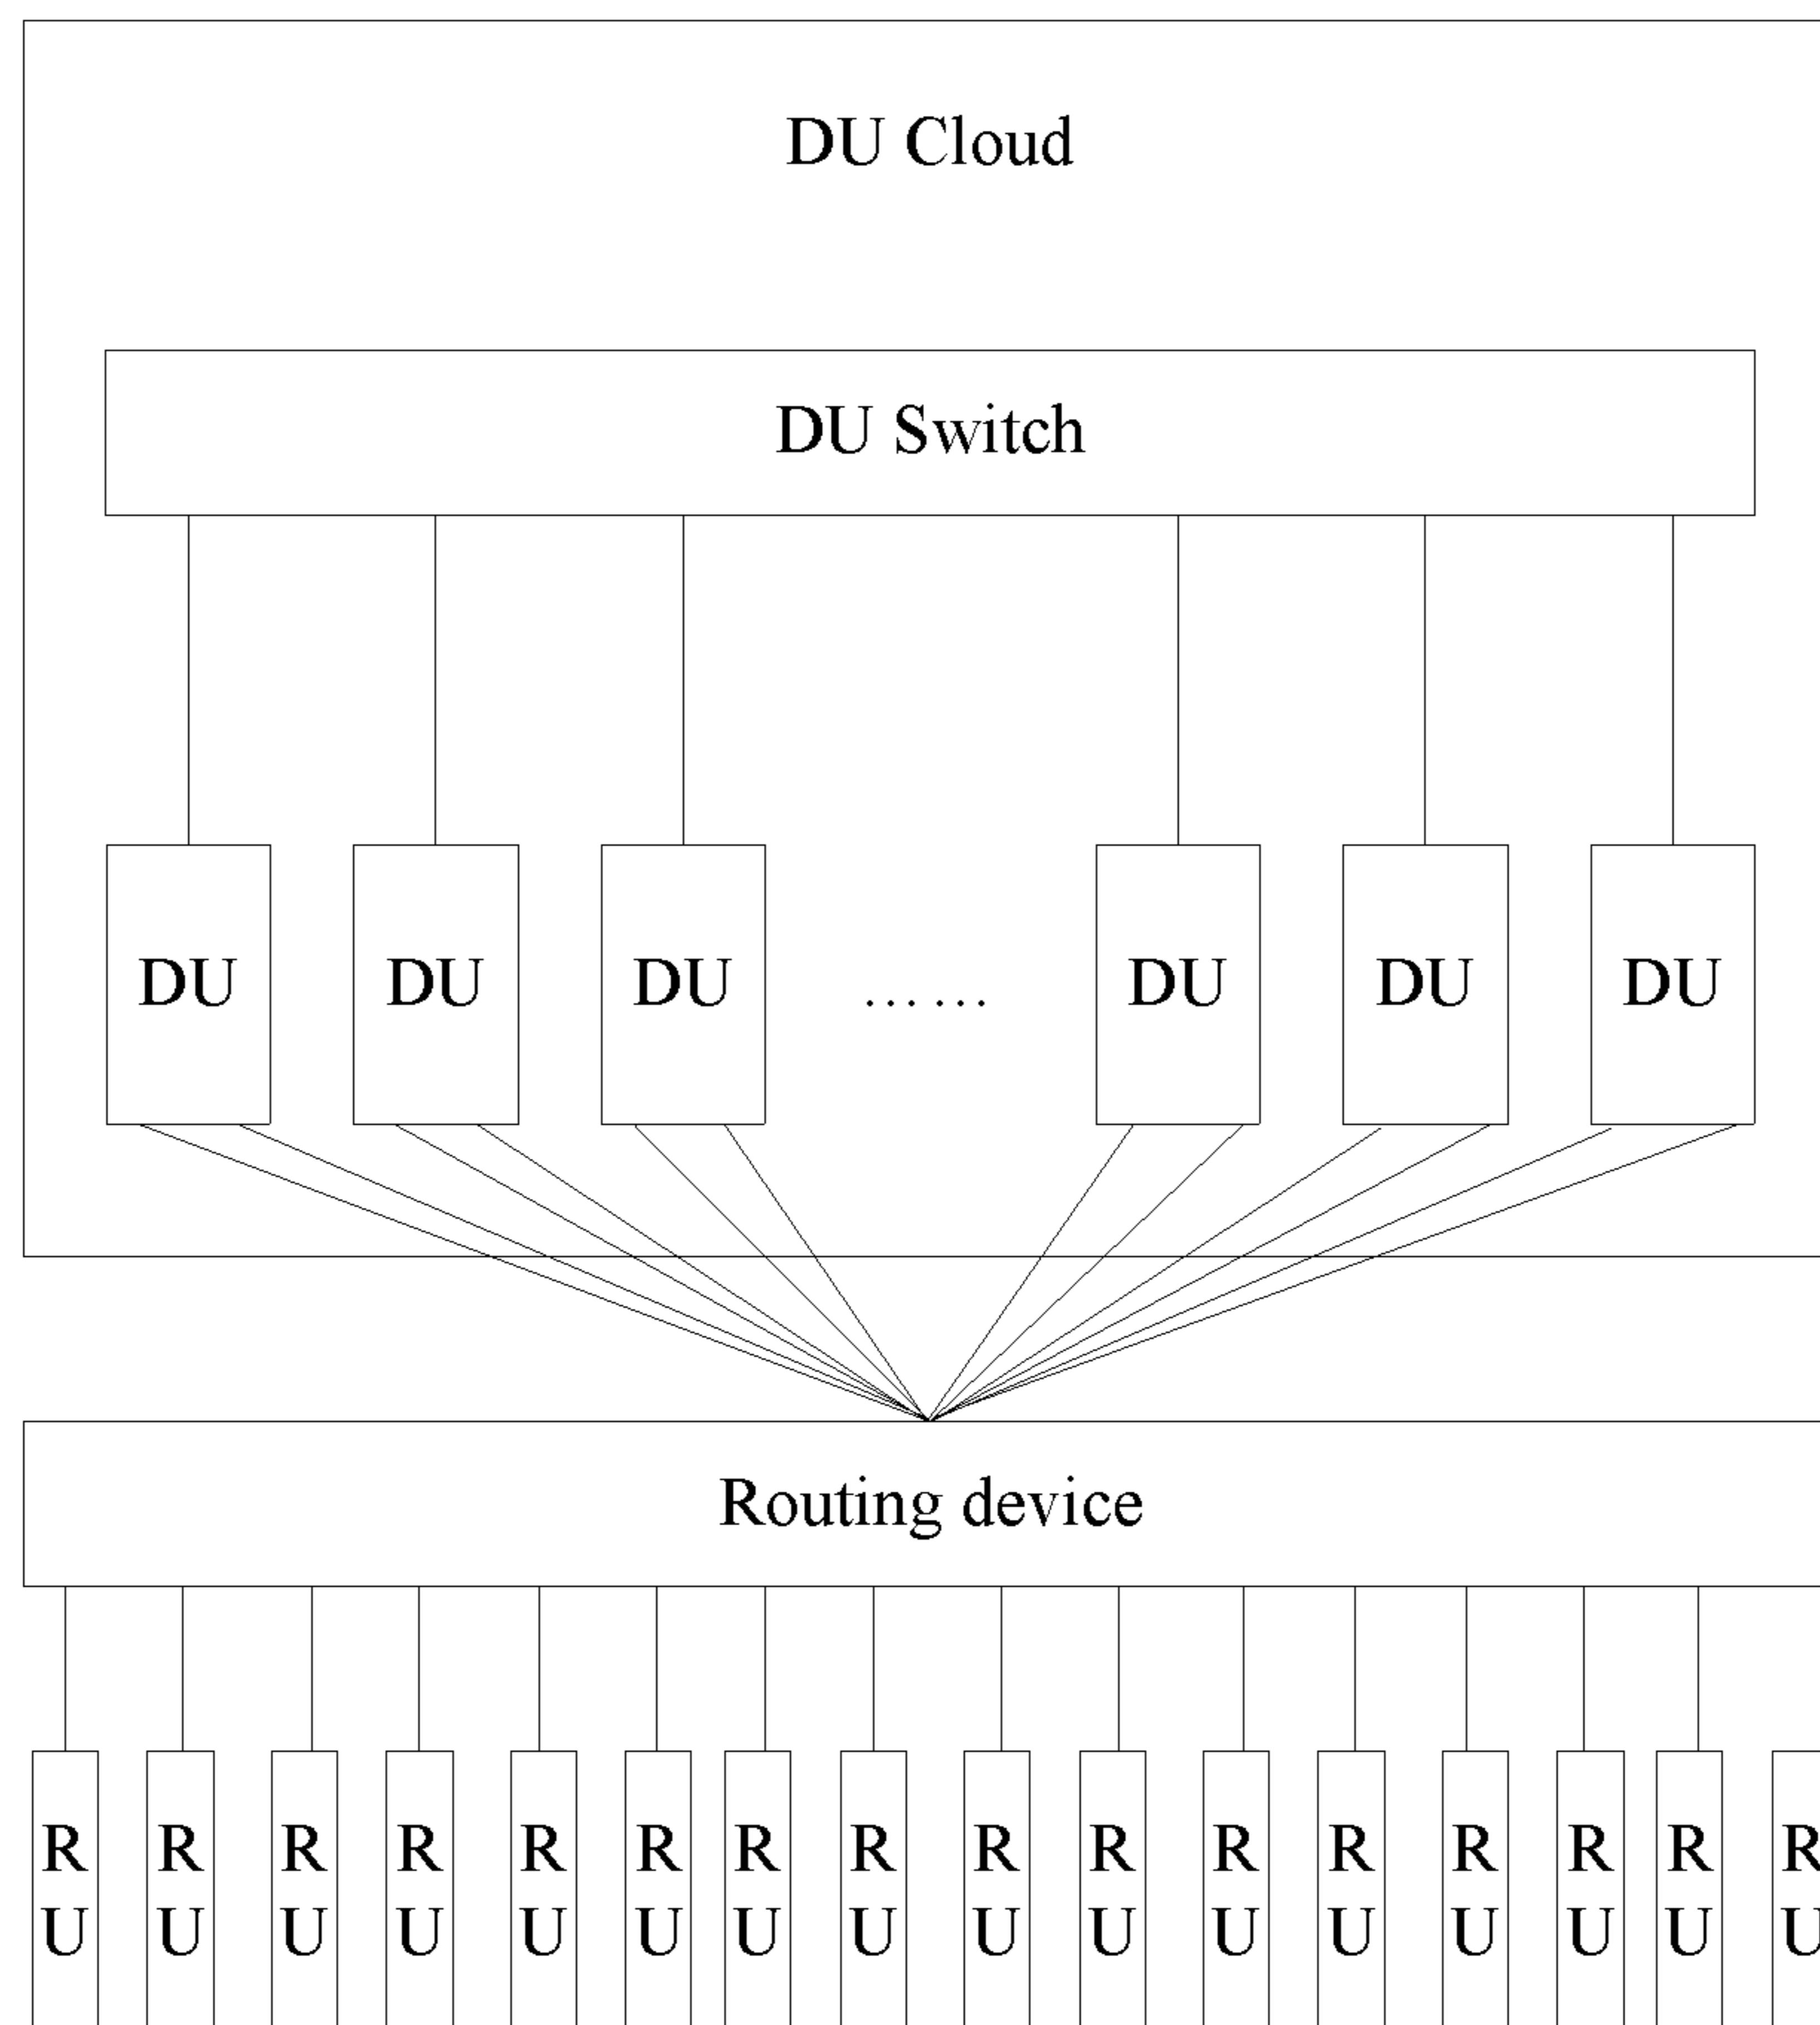 DU Cloud
DU Switch
DU DU DU …… DU DU DU
Routing device
R R R R R R R R R R R R R R R R
U U U U U U U U U U U U U U U U